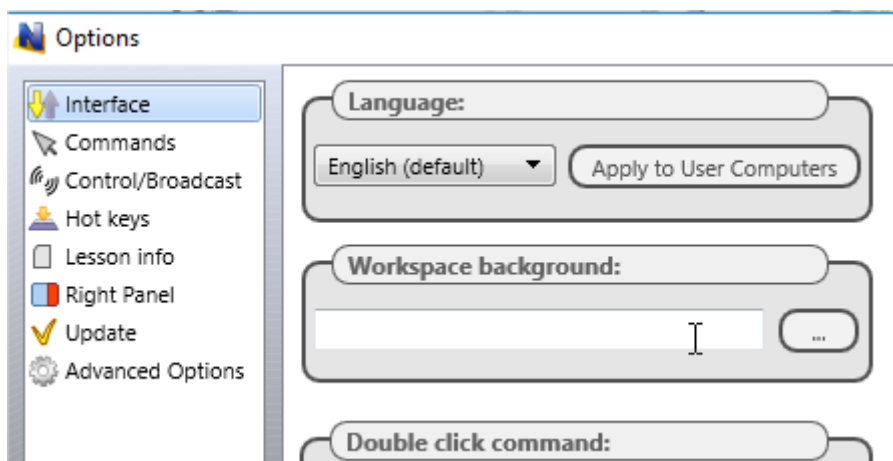 Options
Interface
Commands
Control/Broadcast
Hot keys
Lesson info
Right Panel
Update
Advanced Options
Language:
English (default)
Apply to User Computers
Workspace background:
...
Double click command: